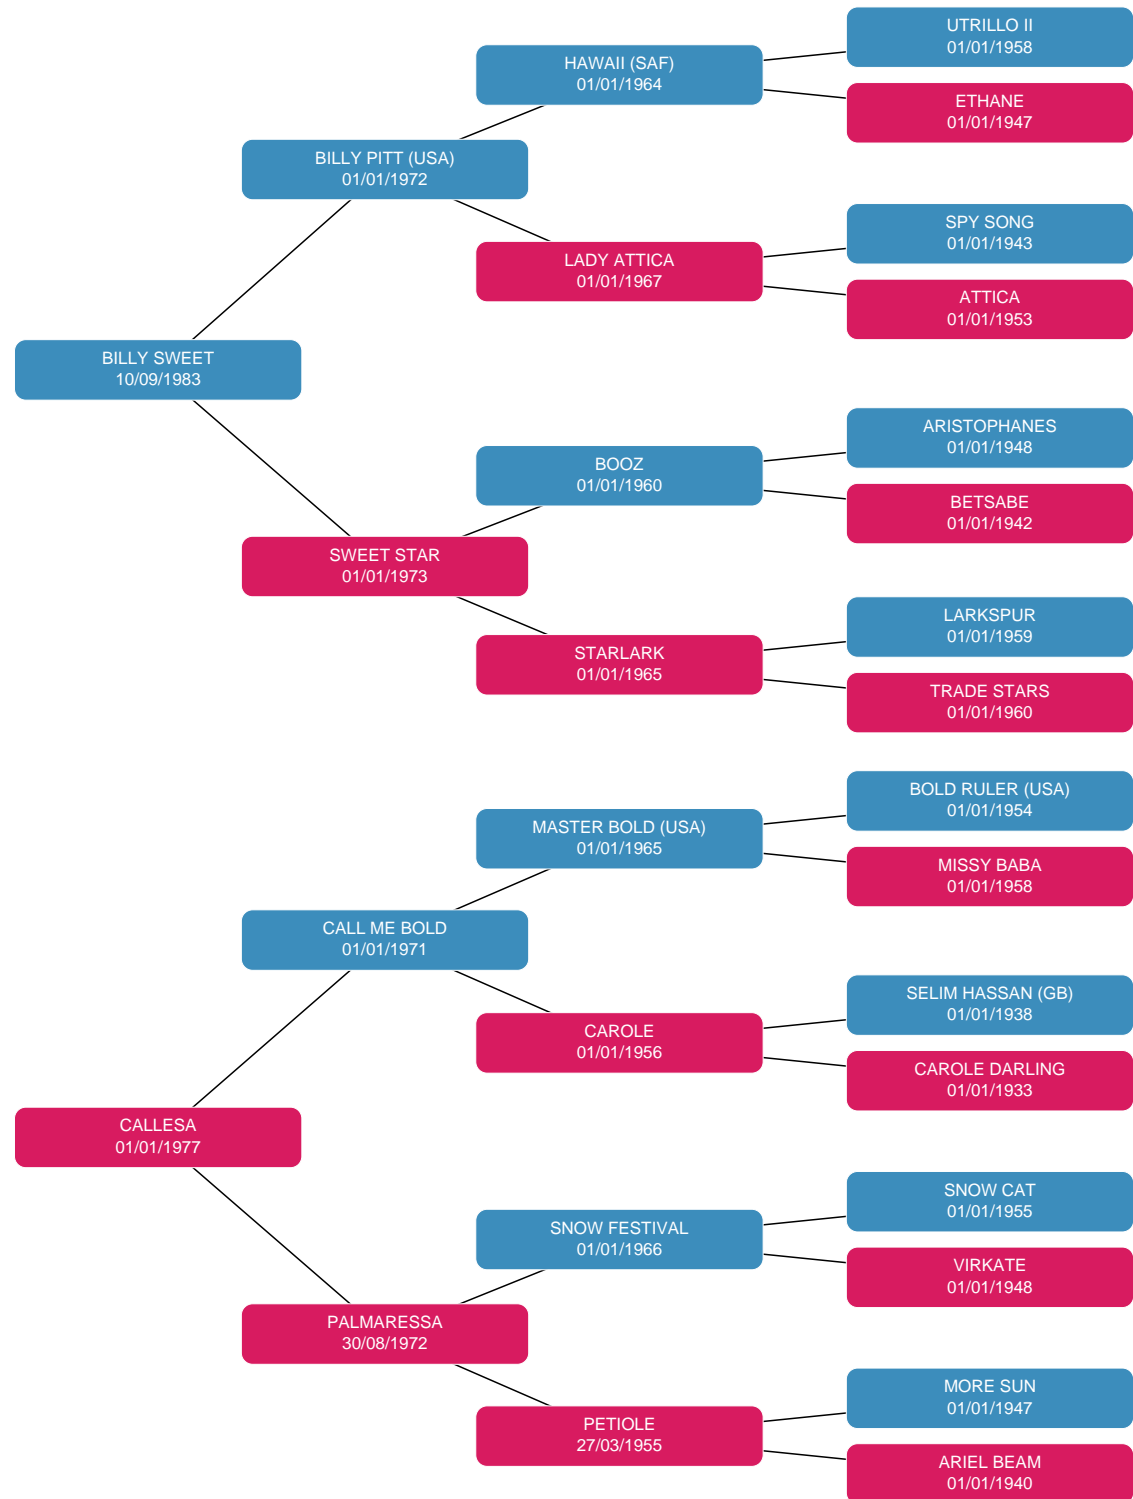 UTRILLO II
01/01/1958
HAWAII (SAF)
01/01/1964
ETHANE
01/01/1947
BILLY PITT (USA)
01/01/1972
SPY SONG
01/01/1943
LADY ATTICA
01/01/1967
ATTICA
01/01/1953
BILLY SWEET
10/09/1983
ARISTOPHANES
01/01/1948
BOOZ
01/01/1960
BETSABE
01/01/1942
SWEET STAR
01/01/1973
LARKSPUR
01/01/1959
STARLARK
01/01/1965
TRADE STARS
01/01/1960
BOLD RULER (USA)
01/01/1954
MASTER BOLD (USA)
01/01/1965
MISSY BABA
01/01/1958
CALL ME BOLD
01/01/1971
SELIM HASSAN (GB)
01/01/1938
CAROLE
01/01/1956
CAROLE DARLING
01/01/1933
CALLESA
01/01/1977
SNOW CAT
01/01/1955
SNOW FESTIVAL
01/01/1966
VIRKATE
01/01/1948
PALMARESSA
30/08/1972
MORE SUN
01/01/1947
PETIOLE
27/03/1955
ARIEL BEAM
01/01/1940